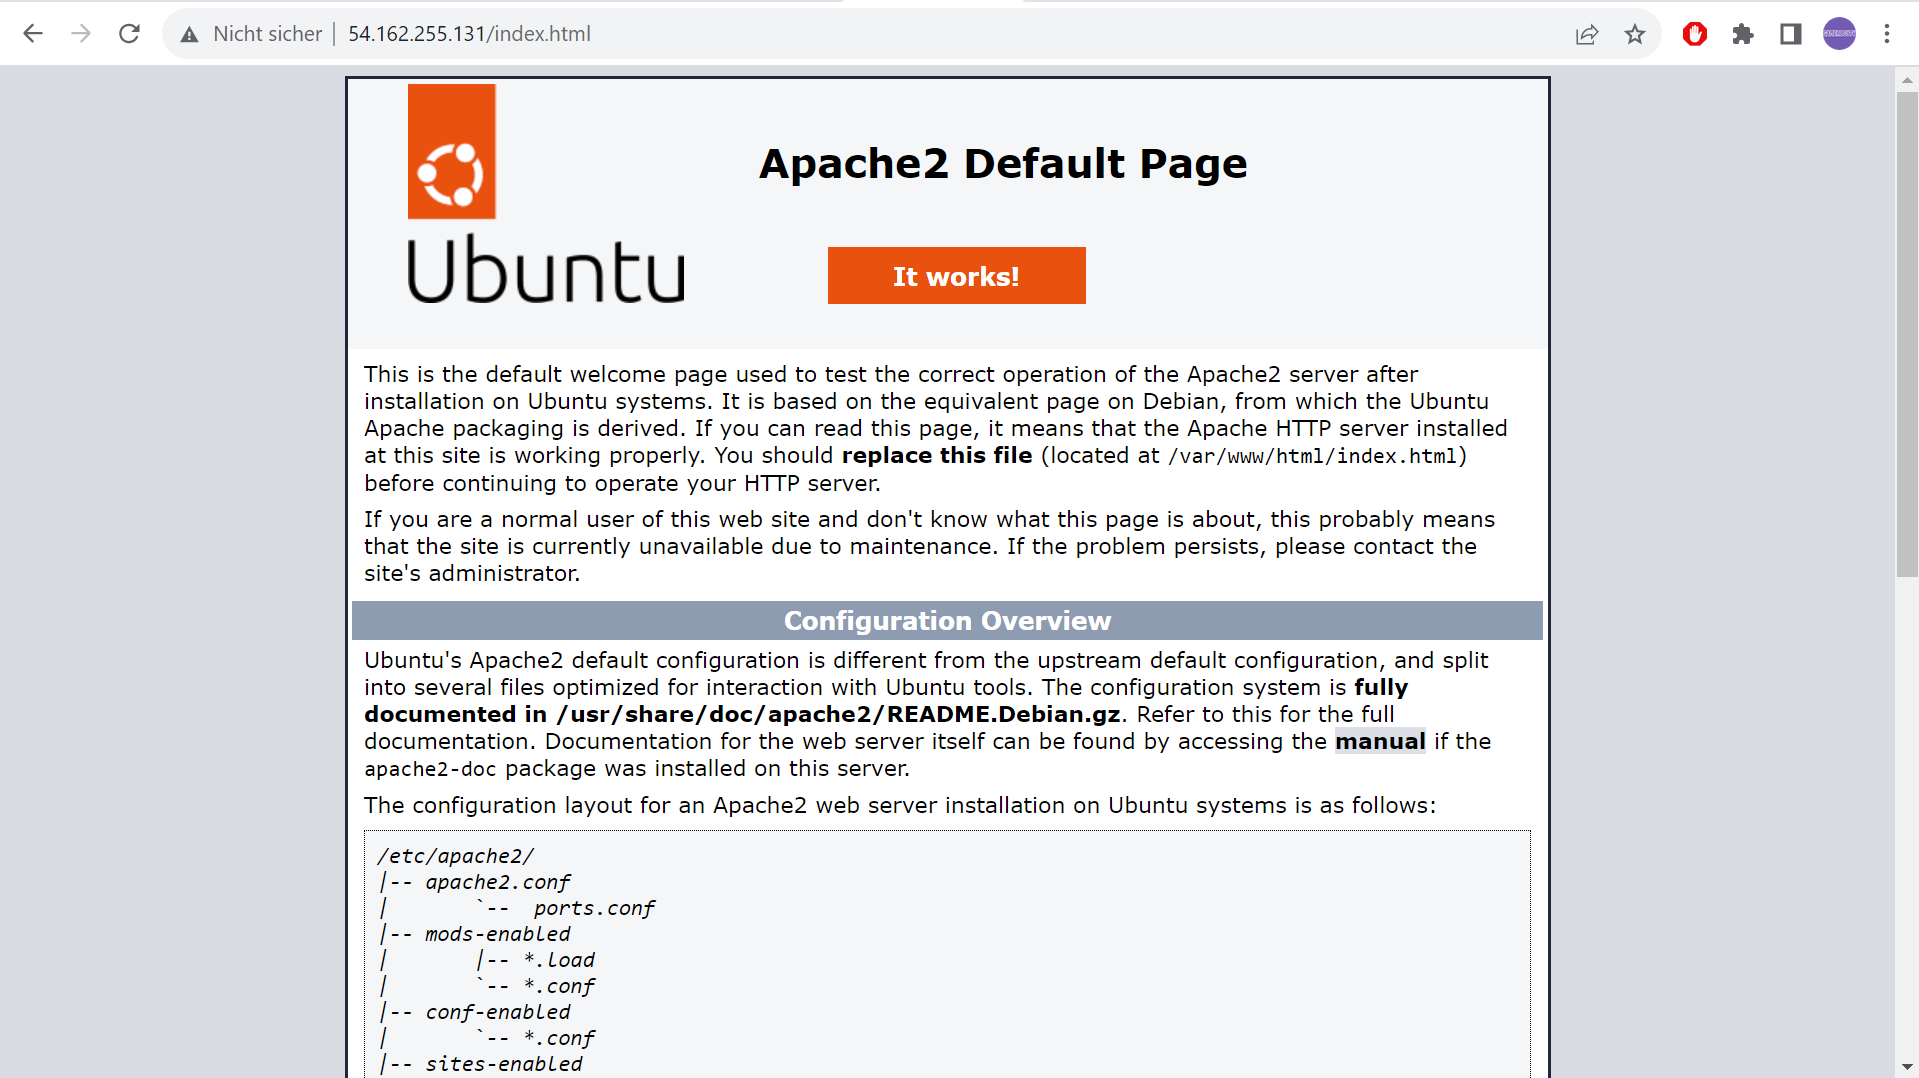 Nicht sicher | 54.162.255.131/index.html
Ubuntu
Apache2 Default Page
It works!
This is the default welcome page used to test the correct operation of the Apache2 server after
installation on Ubuntu systems. It is based on the equivalent page on Debian, from which the Ubuntu
Apache packaging is derived. If you can read this page, it means that the Apache HTTP server installed
at this site is working properly. You should replace this file (located at /var/www/html/index.html)
before continuing to operate your HTTP server.
If you are a normal user of this web site and don't know what this page is about, this probably means
that the site is currently unavailable due to maintenance. If the problem persists, please contact the
site's administrator.
Configuration Overview
Ubuntu's Apache2 default configuration is different from the upstream default configuration, and split
into several files optimized for interaction with Ubuntu tools. The configuration system is fully
documented in /usr/share/doc/apache2/README.Debian.gz. Refer to this for the full
documentation. Documentation for the web server itself can be found by accessing the manual if the
apache2-doc package was installed on this server.
The configuration layout for an Apache2 web server installation on Ubuntu systems is as follows:
/etc/apache2/
|-- apache2.conf
|       `--  ports.conf
|-- mods-enabled
|       |-- *.load
|       `-- *.conf
|-- conf-enabled
|       `-- *.conf
|-- sites-enabled